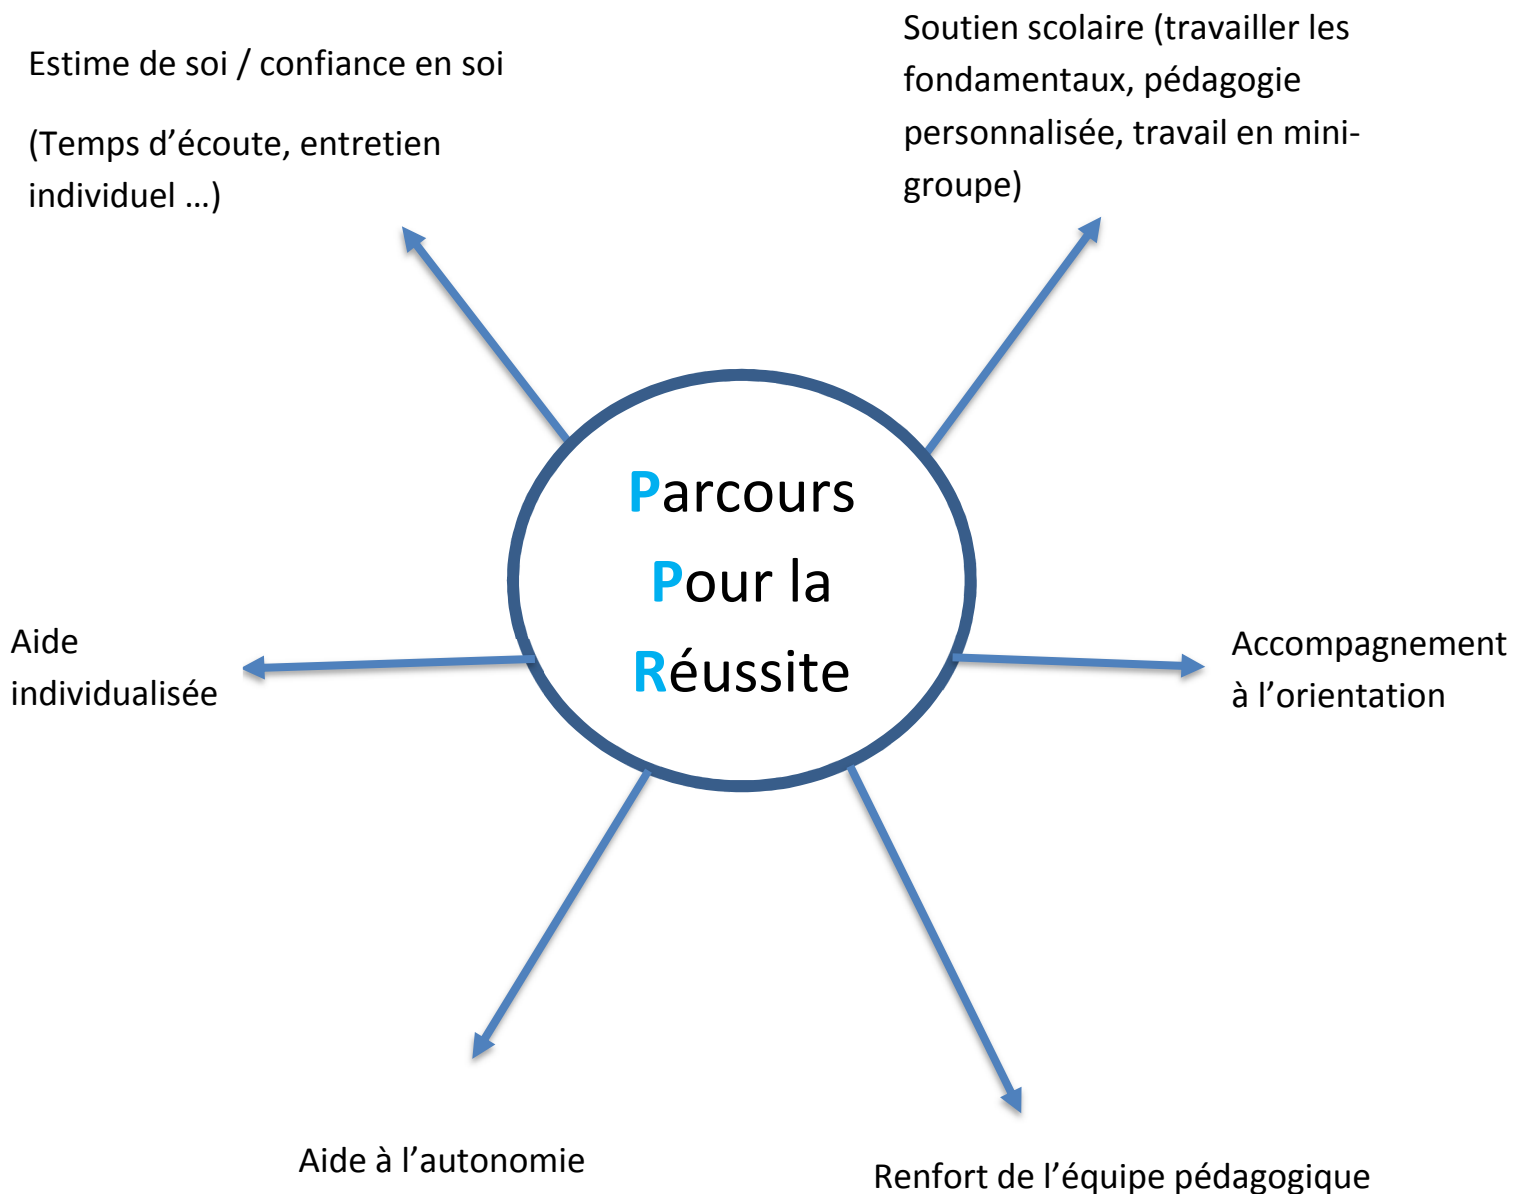 Estime de soi / confiance en soi
(Temps d’écoute, entretien
individuel …)
Soutien scolaire (travailler les
fondamentaux, pédagogie
personnalisée, travail en mini-
groupe)
Parcours
Pour la
Réussite
Aide
individualisée
Accompagnement
à l’orientation
Aide à l’autonomie
Renfort de l’équipe pédagogique